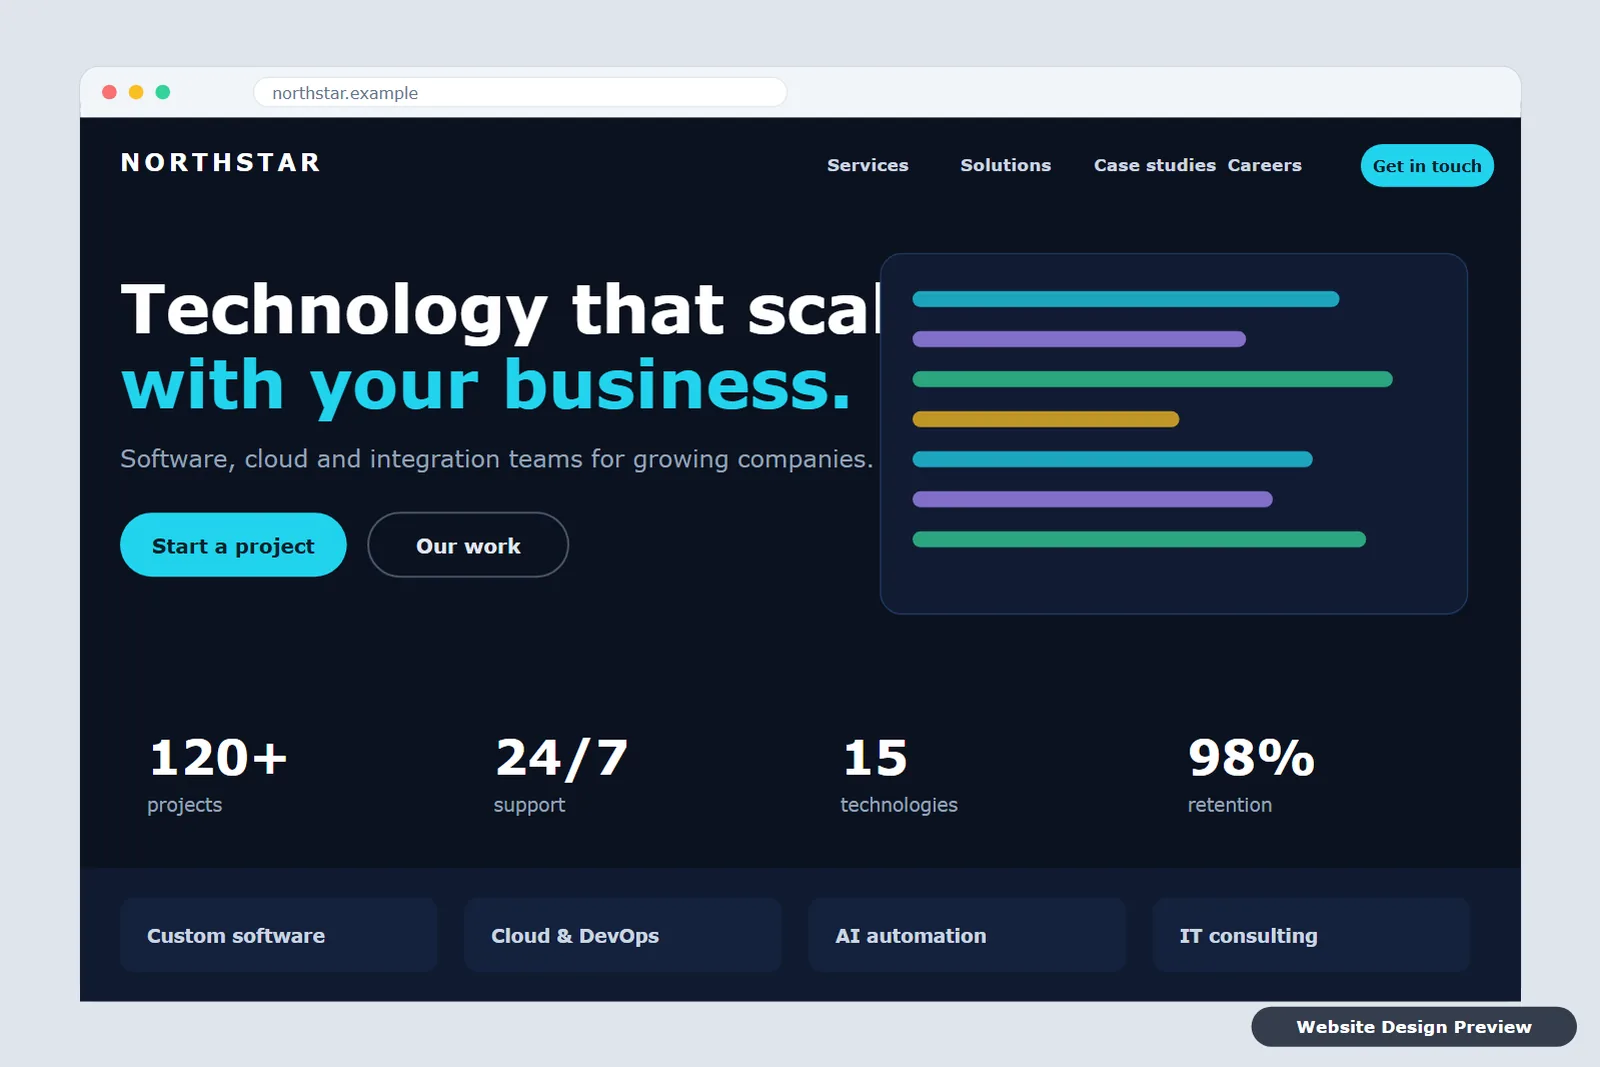 northstar.example
NORTHSTAR
Services Solutions Case studies Careers Get in touch
Technology that scal
with your business.
Software, cloud and integration teams for growing companies.
Start a project Our work
120+ 24/7 15 98%
projects support technologies retention
Custom software Cloud & DevOps AI automation IT consulting
Website Design Preview